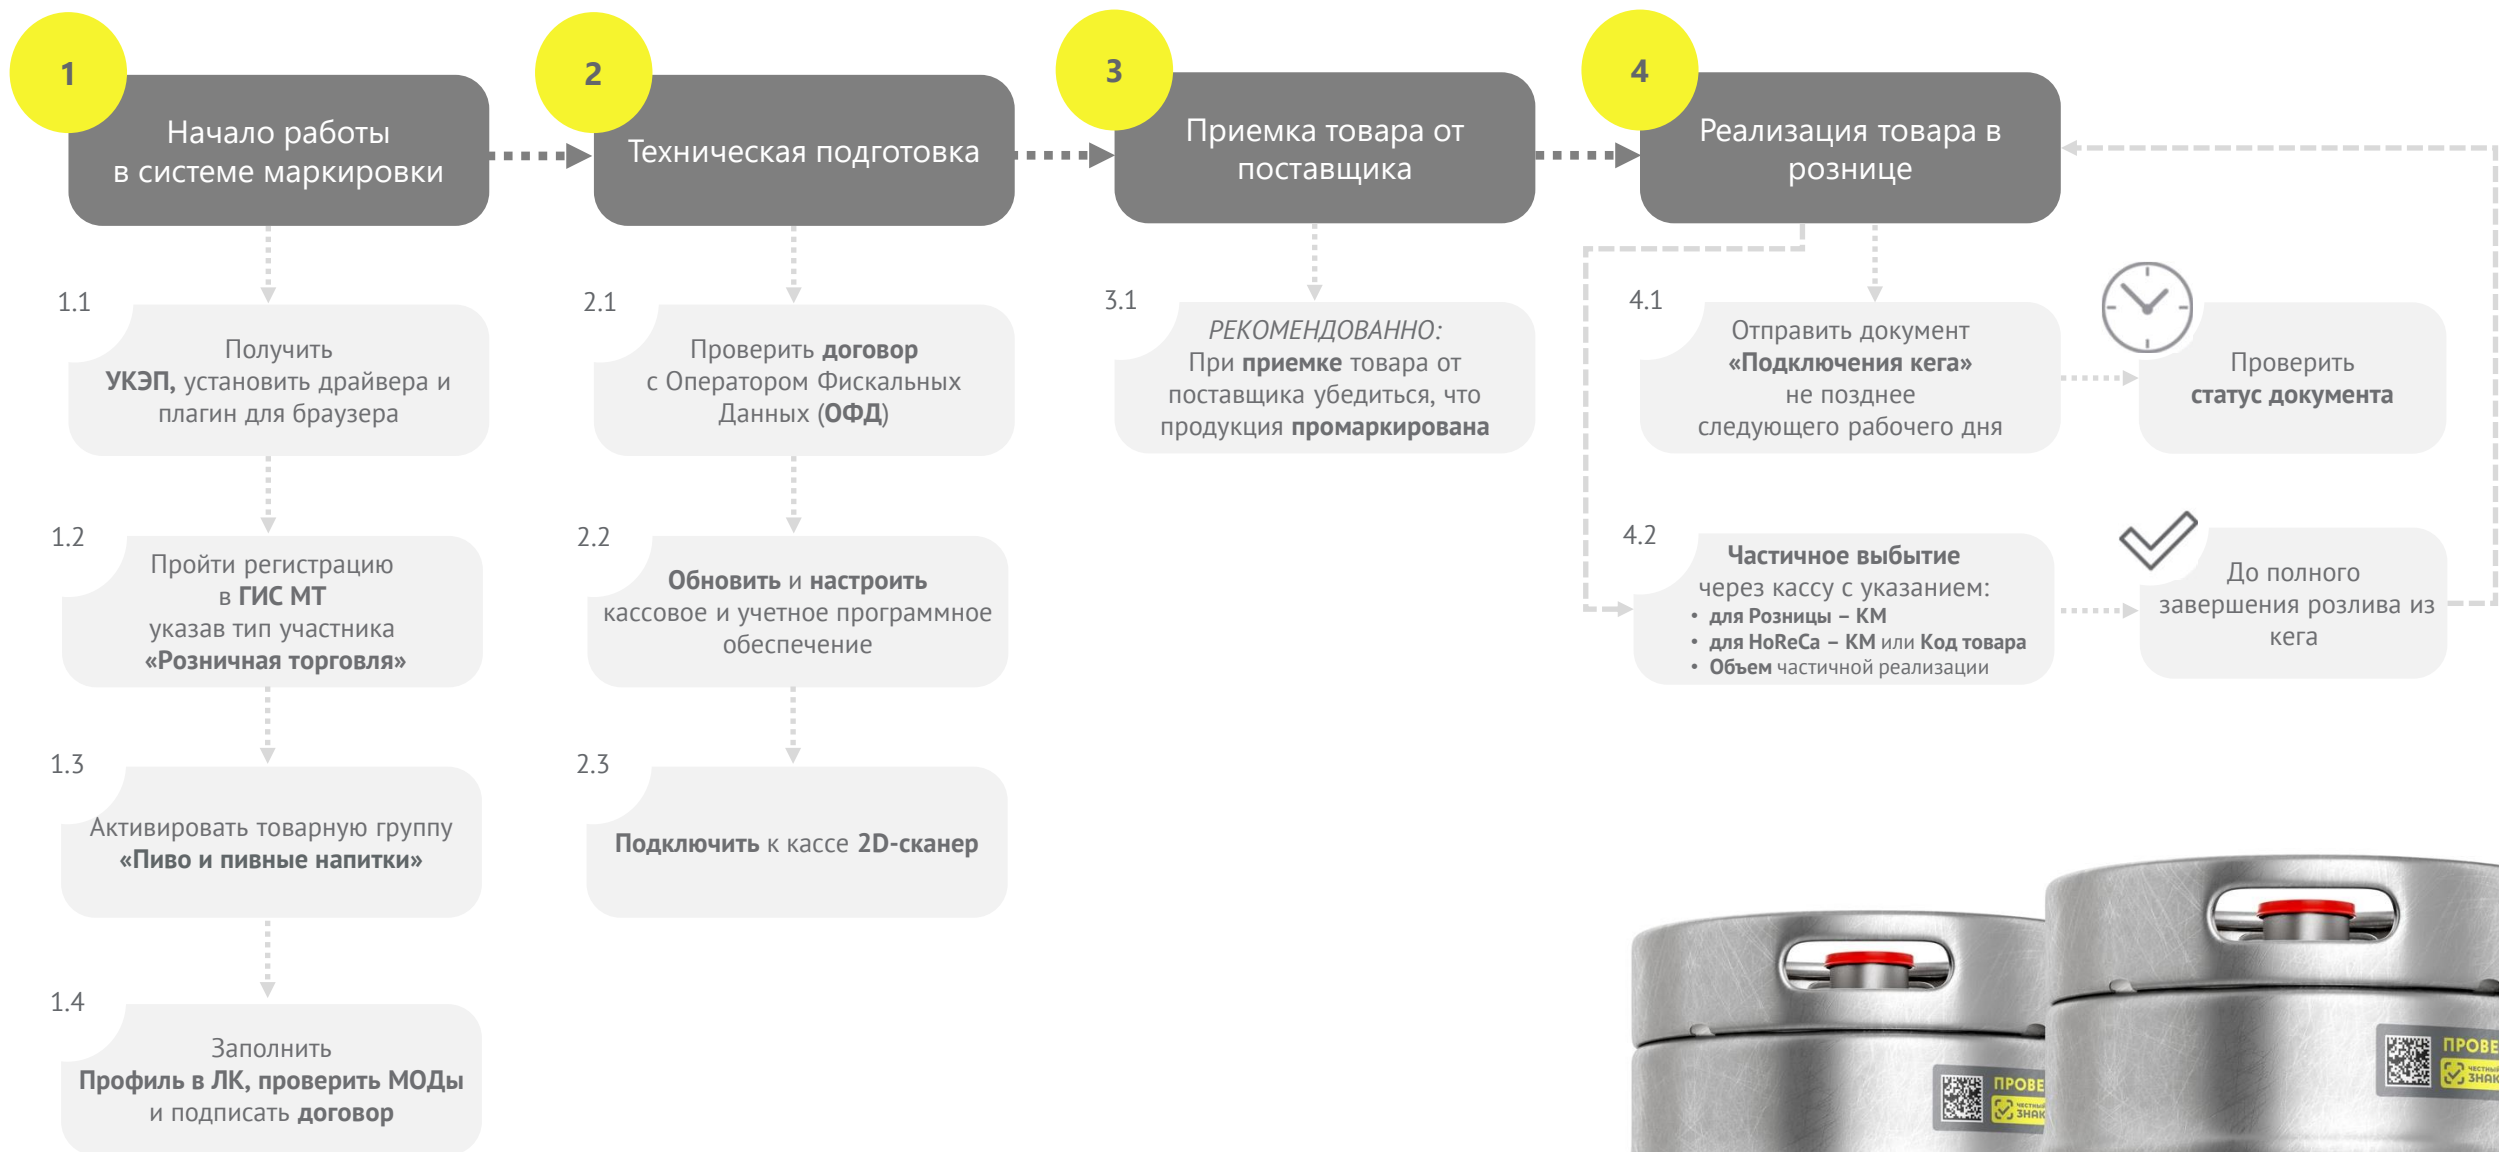 1
Начало работы
в системе маркировки
1.1
Получить
УКЭП, установить драйвера и
плагин для браузера
1.2
Пройти регистрацию
в ГИС МТ
указав тип участника
«Розничная торговля»
1.3
Активировать товарную группу
«Пиво и пивные напитки»
1.4
Заполнить
Профиль в ЛК, проверить МОДы
и подписать договор
2
Техническая подготовка
2.1
Проверить договор
с Оператором Фискальных
Данных (ОФД)
2.2
Обновить и настроить
кассовое и учетное программное
обеспечение
2.3
Подключить к кассе 2D-сканер
3
Приемка товара от
поставщика
3.1
РЕКОМЕНДОВАННО:
При приемке товара от
поставщика убедиться, что
продукция промаркирована
4
Реализация товара в
рознице
4.1
Отправить документ
«Подключения кега»
не позднее
следующего рабочего дня
Проверить
статус документа
4.2
Частичное выбытие
через кассу с указанием:
• для Розницы – КМ
• для HoReCa – КМ или Код товара
• Объем частичной реализации
До полного
завершения розлива из
кега
ПРОВЕ
ЧЕСТНЫЙ
ЗНАК
ПРОВЕ
ЧЕСТНЫЙ
ЗНАК